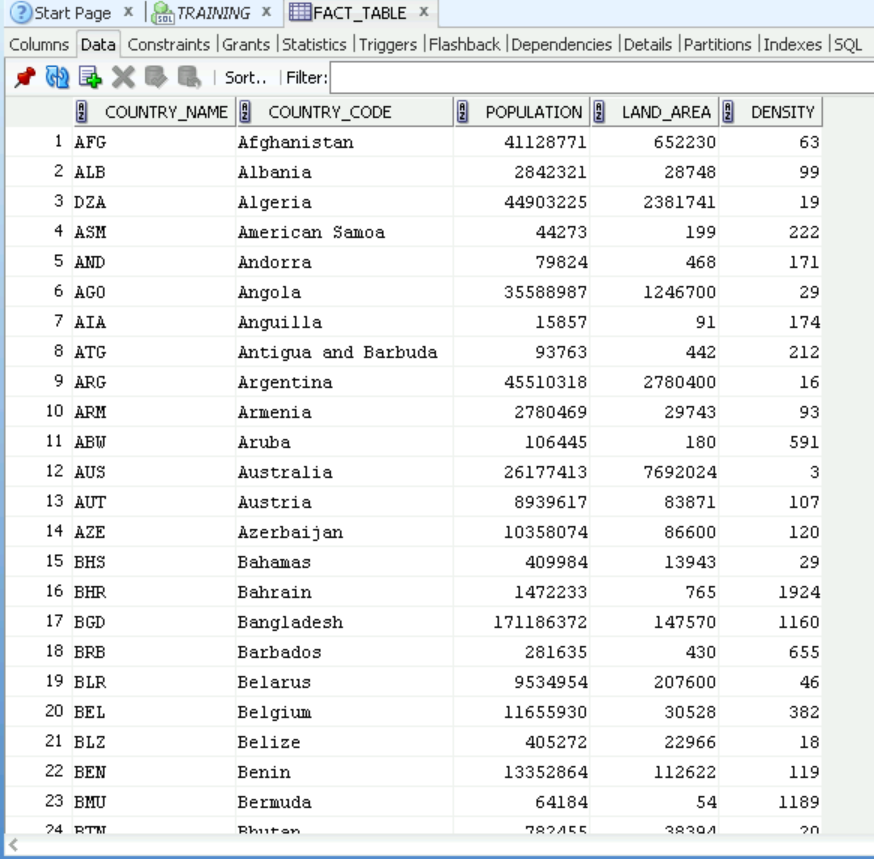 Start Page x TRAINING x FACT_TABLE x
Columns Data Constraints |Grants |Statistics |Triggers |Flashback |Dependencies |Details |Partitions |Indexes |SQL
Sort.. Filter:
COUNTRY_NAME COUNTRY_CODE POPULATION LAND_AREA DENSITY
1 AFG Afghanistan 41128771 652230 63
2 ALB Albania 2842321 28748 99
3 DZA Algeria 44903225 2381741 19
4 ASM American Samoa 44273 199 222
5 AND Andorra 79824 468 171
6 AGO Angola 35588987 1246700 29
7 AIA Anguilla 15857 91 174
8 ATG Antigua and Barbuda 93763 442 212
9 ARG Argentina 45510318 2780400 16
10 ARM Armenia 2780469 29743 93
11 ABW Aruba 106445 180 591
12 AUS Australia 26177413 7692024 3
13 AUT Austria 8939617 83871 107
14 AZE Azerbaijan 10358074 86600 120
15 BHS Bahamas 409984 13943 29
16 BHR Bahrain 1472233 765 1924
17 BGD Bangladesh 171186372 147570 1160
18 BRB Barbados 281635 430 655
19 BLR Belarus 9534954 207600 46
20 BEL Belgium 11655930 30528 382
21 BLZ Belize 405272 22966 18
22 BEN Benin 13352864 112622 119
23 BMU Bermuda 64184 54 1189
24 BTN Bhutan 782455 38394 20